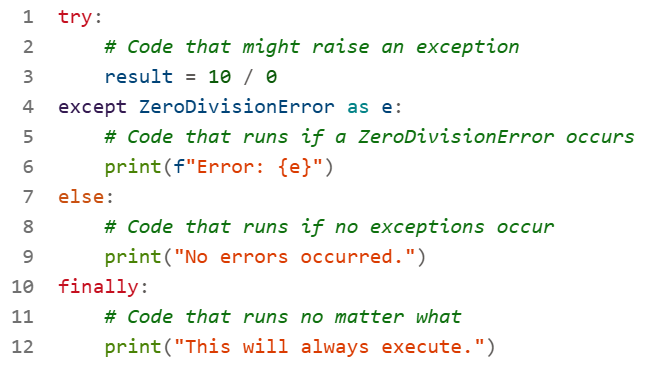 1 try:
2     # Code that might raise an exception
3     result = 10 / 0
4 except ZeroDivisionError as e:
5     # Code that runs if a ZeroDivisionError occurs
6     print(f"Error: {e}")
7 else:
8     # Code that runs if no exceptions occur
9     print("No errors occurred.")
10 finally:
11     # Code that runs no matter what
12     print("This will always execute.")